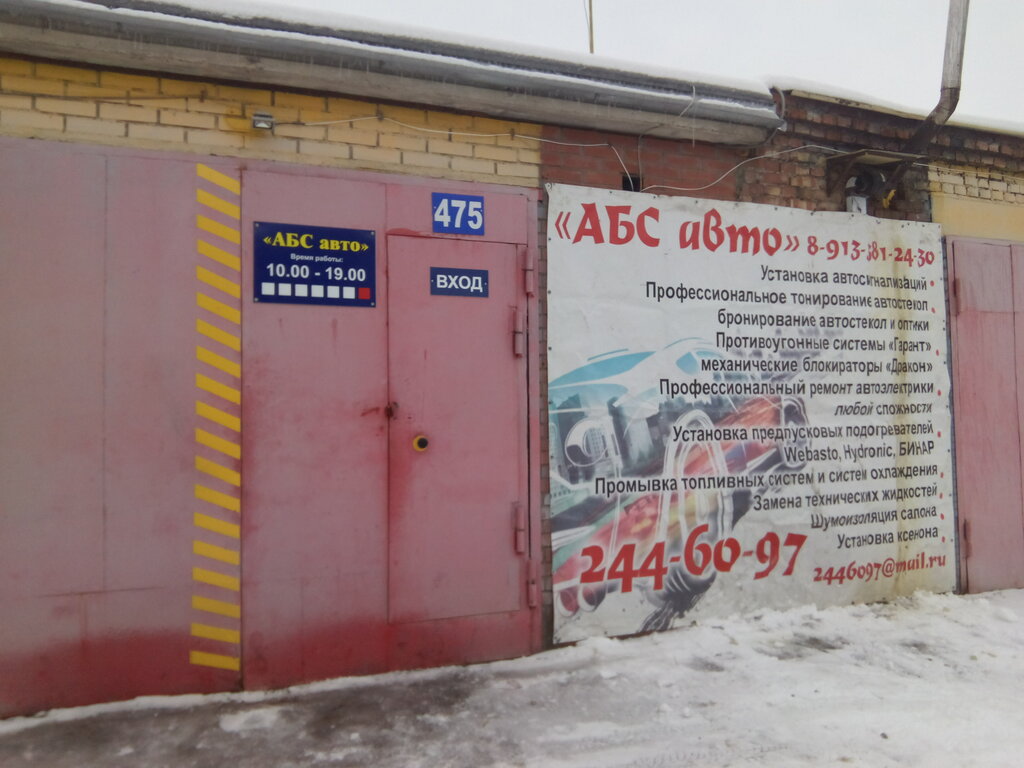 475
«АБС авто»
Время работы:
10.00 - 19.00
ВХОД
«АБС авто» 8-913-581-24-30
Установка автосигнализаций
Профессиональное тонирование автостекол
бронирование автостекол и оптики
Противоугонные системы «Гарант»
механические блокираторы «Дракон»
Профессиональный ремонт автоэлектрики
любой сложности
Установка предпусковых подогревателей
Webasto, Hydronic, БИНАР
Промывка топливных систем и систем охлаждения
Замена технических жидкостей
Шумоизоляция салона
Установка ксенона
244-60-97
2446097@mail.ru